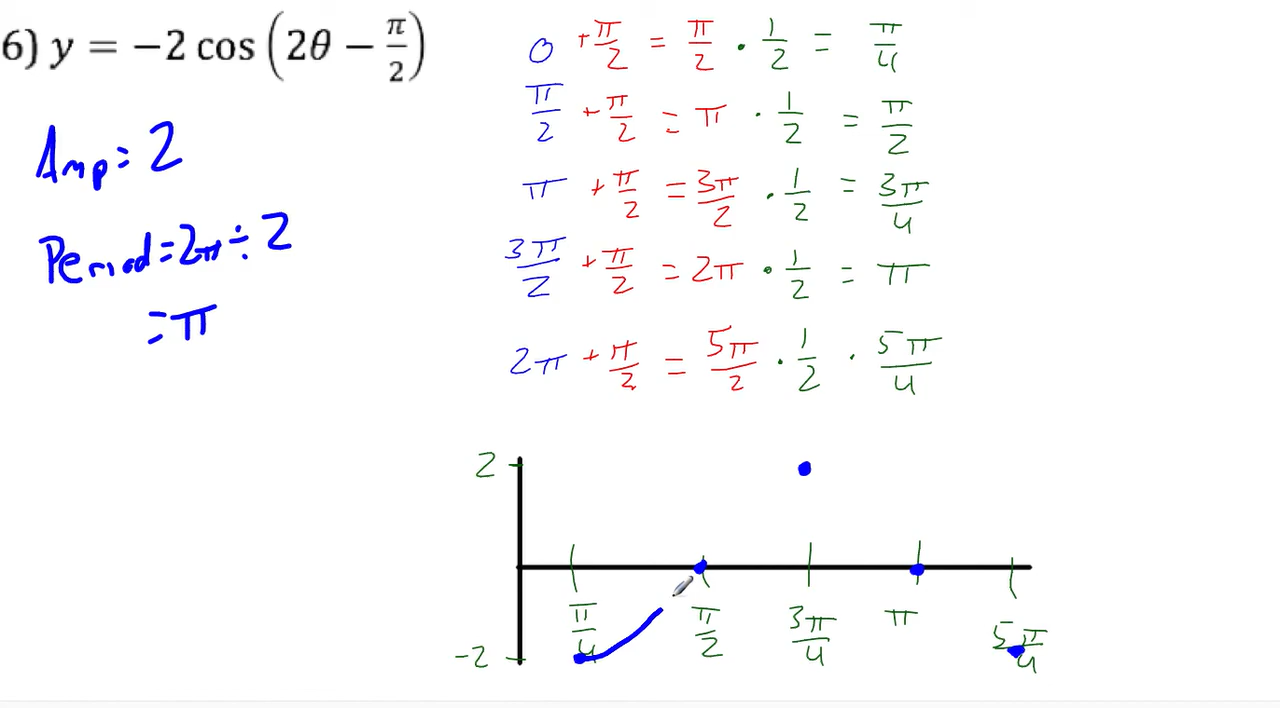 6) y = −2 cos (2θ − π/2)
Amp = 2
Period = 2π ÷ 2
= π
0 + π/2 = π/2 · 1/2 = π/4
π/2 + π/2 = π · 1/2 = π/2
π + π/2 = 3π/2 · 1/2 = 3π/4
3π/2 + π/2 = 2π · 1/2 = π
2π + π/2 = 5π/2 · 1/2 · 5π/4
2
π/4 π/2 3π/4 π 5π/4
-2